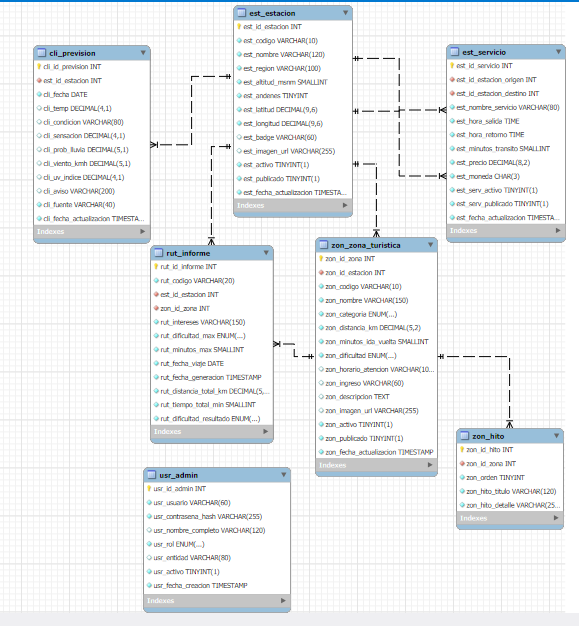 cli_prevision
cli_id_prevision INT
est_id_estacion INT
cli_fecha DATE
cli_temp DECIMAL(4,1)
cli_condicion VARCHAR(80)
cli_sensacion DECIMAL(4,1)
cli_prob_lluvia DECIMAL(5,1)
cli_viento_kmh DECIMAL(5,1)
cli_uv_indice DECIMAL(4,1)
cli_aviso VARCHAR(200)
cli_fuente VARCHAR(40)
cli_fecha_actualizacion TIMESTA...
Indexes
est_estacion
est_id_estacion INT
est_codigo VARCHAR(10)
est_nombre VARCHAR(120)
est_region VARCHAR(100)
est_altitud_msnm SMALLINT
est_andenes TINYINT
est_latitud DECIMAL(9,6)
est_longitud DECIMAL(9,6)
est_badge VARCHAR(60)
est_imagen_url VARCHAR(255)
est_activo TINYINT(1)
est_publicado TINYINT(1)
est_fecha_actualizacion TIMESTA...
Indexes
est_servicio
est_id_servicio INT
est_id_estacion_origen INT
est_id_estacion_destino INT
est_nombre_servicio VARCHAR(80)
est_hora_salida TIME
est_hora_retorno TIME
est_minutos_transito SMALLINT
est_precio DECIMAL(8,2)
est_moneda CHAR(3)
est_serv_activo TINYINT(1)
est_serv_publicado TINYINT(1)
est_fecha_actualizacion TIMESTA...
Indexes
rut_informe
rut_id_informe INT
rut_codigo VARCHAR(20)
est_id_estacion INT
zon_id_zona INT
rut_intereses VARCHAR(150)
rut_dificultad_max ENUM(...)
rut_minutos_max SMALLINT
rut_fecha_viaje DATE
rut_fecha_generacion TIMESTAMP
rut_distancia_total_km DECIMAL(5,...
rut_tiempo_total_min SMALLINT
rut_dificultad_resultado ENUM(...)
Indexes
zon_zona_turistica
zon_id_zona INT
zon_id_estacion INT
zon_codigo VARCHAR(10)
zon_nombre VARCHAR(150)
zon_categoria ENUM(...)
zon_distancia_km DECIMAL(5,2)
zon_minutos_ida_vuelta SMALLINT
zon_dificultad ENUM(...)
zon_horario_atencion VARCHAR(10...
zon_ingreso VARCHAR(60)
zon_description TEXT
zon_imagen_url VARCHAR(255)
zon_activo TINYINT(1)
zon_publicado TINYINT(1)
zon_fecha_actualizacion TIMESTAMP
Indexes
zon_hito
zon_id_hito INT
zon_id_zona INT
zon_orden TINYINT
zon_hito_titulo VARCHAR(120)
zon_hito_detalle VARCHAR(25...
Indexes
usr_admin
usr_id_admin INT
usr_usuario VARCHAR(60)
usr_contrasena_hash VARCHAR(255)
usr_nombre_completo VARCHAR(120)
usr_rol ENUM(...)
usr_entidad VARCHAR(80)
usr_activo TINYINT(1)
usr_fecha_creacion TIMESTAMP
Indexes